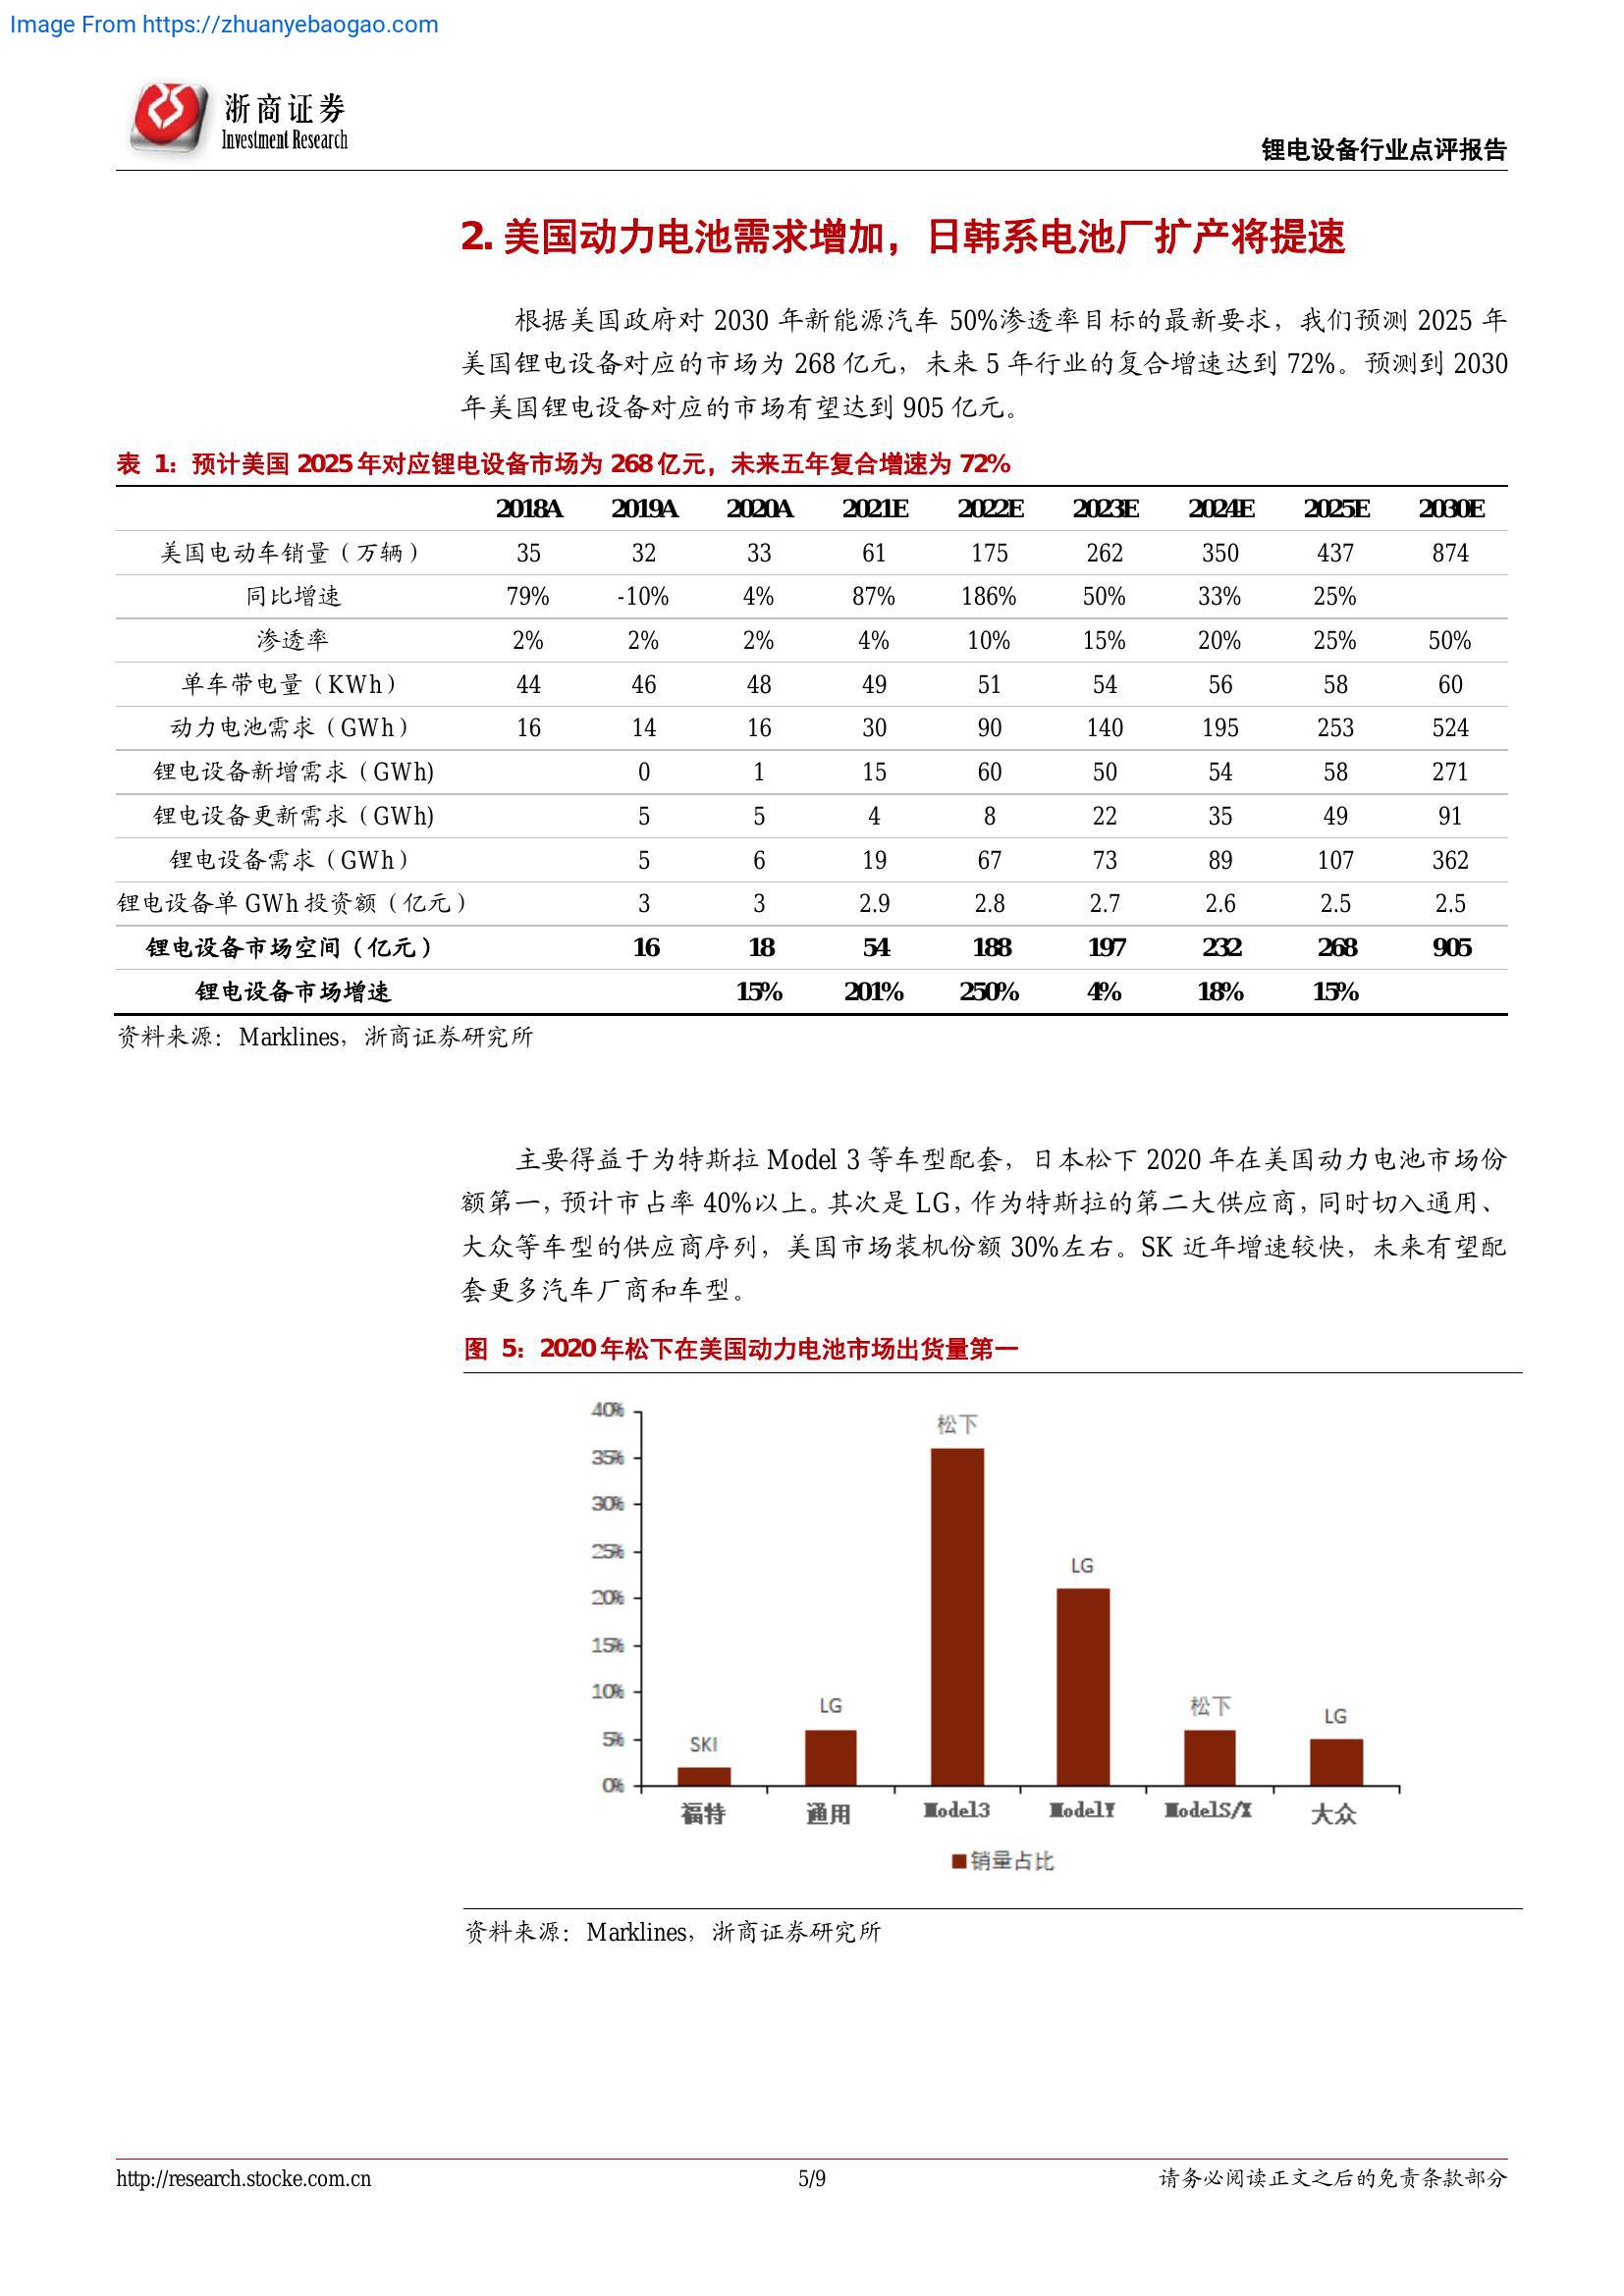 Image From https://zhuanyebaogao.com
浙商证券
Investment Research
锂电设备行业点评报告
2. 美国动力电池需求增加，日韩系电池厂扩产将提速
根据美国政府对 2030 年新能源汽车 50%渗透率目标的最新要求，我们预测 2025 年
美国锂电设备对应的市场为 268 亿元，未来 5 年行业的复合增速达到 72%。预测到 2030
年美国锂电设备对应的市场有望达到 905 亿元。
表 1：预计美国 2025 年对应锂电设备市场为 268 亿元，未来五年复合增速为 72%
2018A 2019A 2020A 2021E 2022E 2023E 2024E 2025E 2030E
美国电动车销量（万辆） 35 32 33 61 175 262 350 437 874
同比增速 79% -10% 4% 87% 186% 50% 33% 25%
渗透率 2% 2% 2% 4% 10% 15% 20% 25% 50%
单车带电量（KWh） 44 46 48 49 51 54 56 58 60
动力电池需求（GWh） 16 14 16 30 90 140 195 253 524
锂电设备新增需求（GWh) 0 1 15 60 50 54 58 271
锂电设备更新需求（GWh) 5 5 4 8 22 35 49 91
锂电设备需求（GWh） 5 6 19 67 73 89 107 362
锂电设备单 GWh 投资额（亿元） 3 3 2.9 2.8 2.7 2.6 2.5 2.5
锂电设备市场空间（亿元） 16 18 54 188 197 232 268 905
锂电设备市场增速 15% 201% 250% 4% 18% 15%
资料来源：Marklines，浙商证券研究所
主要得益于为特斯拉 Model 3 等车型配套，日本松下 2020 年在美国动力电池市场份
额第一，预计市占率 40%以上。其次是 LG，作为特斯拉的第二大供应商，同时切入通用、
大众等车型的供应商序列，美国市场装机份额 30%左右。SK 近年增速较快，未来有望配
套更多汽车厂商和车型。
图 5：2020 年松下在美国动力电池市场出货量第一
40%
35%
30%
25%
20%
15%
10%
5%
0%
SKI
LG
松下
LG
松下
LG
福特 通用 Model3 ModelY ModelS/X 大众
销量占比
资料来源：Marklines，浙商证券研究所
http://research.stocke.com.cn 5/9 请务必阅读正文之后的免责条款部分